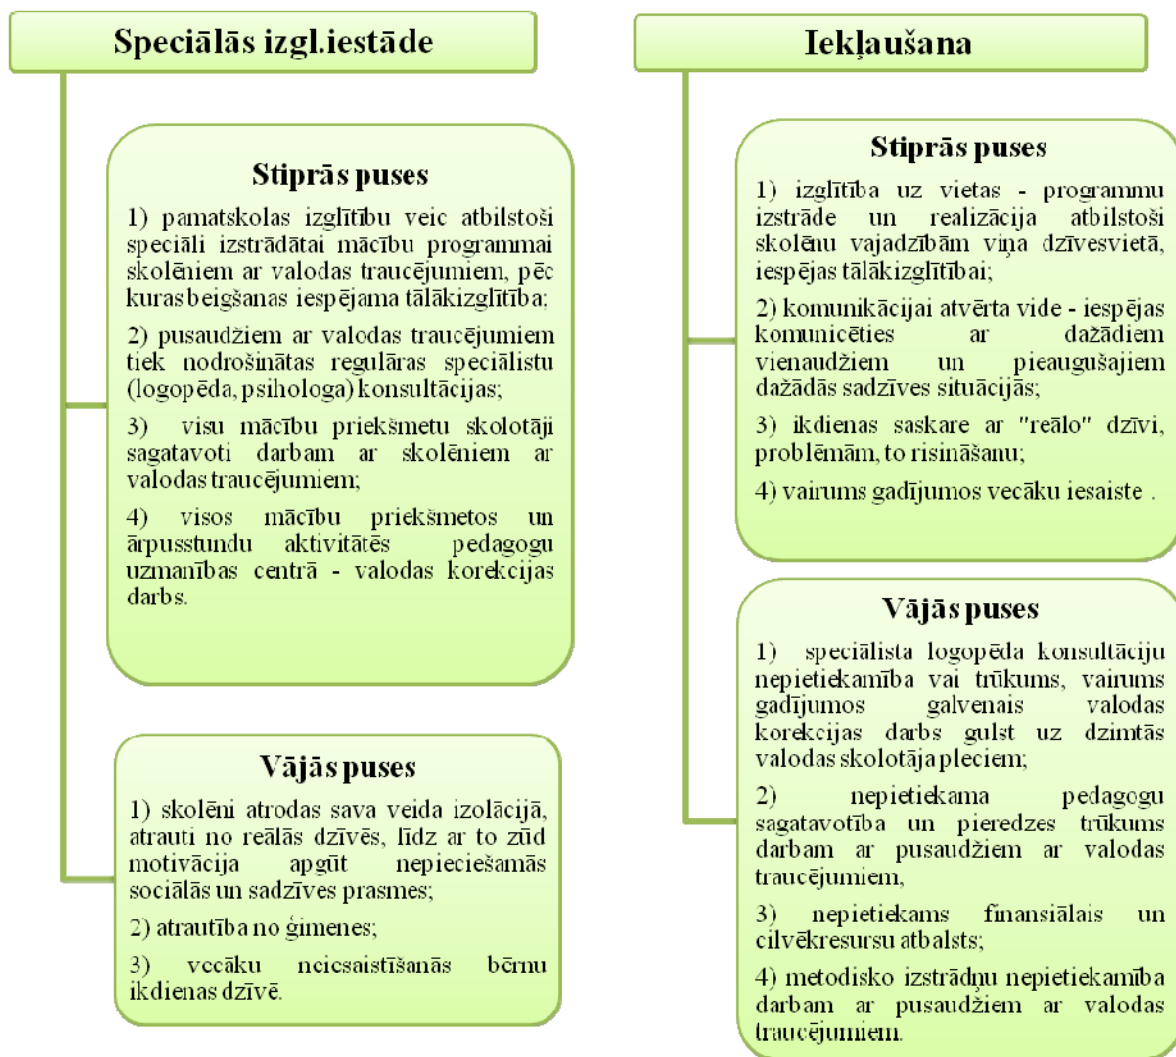 Speciālās izgl.iestāde
Stiprās puses
1) pamatskolas izglītību veic atbilstoši
speciāli izstrādātai mācību programmai
skolēniem ar valodas traucējumiem, pēc
kuras beigšanas iespējama tālākizglītība;
2) pusaudžiem ar valodas traucējumiem
tiek nodrošinātas regulāras speciālistu
(logopēda, psihologa) konsultācijas;
3) visu mācību priekšmetu skolotāji
sagatavoti darbam ar skolēniem ar
valodas traucējumiem;
4) visos mācību priekšmetos un
ārpusstundu aktivitātēs pedagogu
uzmanības centrā - valodas korekcijas
darbs.
Vājās puses
1) skolēni atrodas sava veida izolācijā,
atrauti no reālās dzīvēs, līdz ar to zūd
motivācija apgūt nepieciešamās
sociālās un sadzīves prasmes;
2) atrautība no ģimenes;
3) vecāku neiesaistīšanās bērnu
ikdienas dzīvē.
Iekļaušana
Stiprās puses
1) izglītība uz vietas - programmu
izstrāde un realizācija atbilstoši
skolēnu vajadzībām viņa dzīvesvietā,
iespējas tālākizglītībai;
2) komunikācijai atvērta vide - iespējas
komunicēties ar dažādiem
vienaudžiem un pieaugušajiem
dažādās sadzīves situācijās;
3) ikdienas saskare ar "reālo" dzīvi,
problēmām, to risināšanu;
4) vairums gadījumos vecāku iesaiste .
Vājās puses
1) speciālista logopēda konsultāciju
nepietiekamība vai trūkums, vairums
gadījumos galvenais valodas
korekcijas darbs gulst uz dzimtās
valodas skolotāja pleciem;
2) nepietiekama pedagogu
sagatavotība un pieredzes trūkums
darbam ar pusaudžiem ar valodas
traucējumiem,
3) nepietiekams finansiālais un
cilvēkresursu atbalsts;
4) metodisko izstrādņu nepietiekamība
darbam ar pusaudžiem ar valodas
traucējumiem.